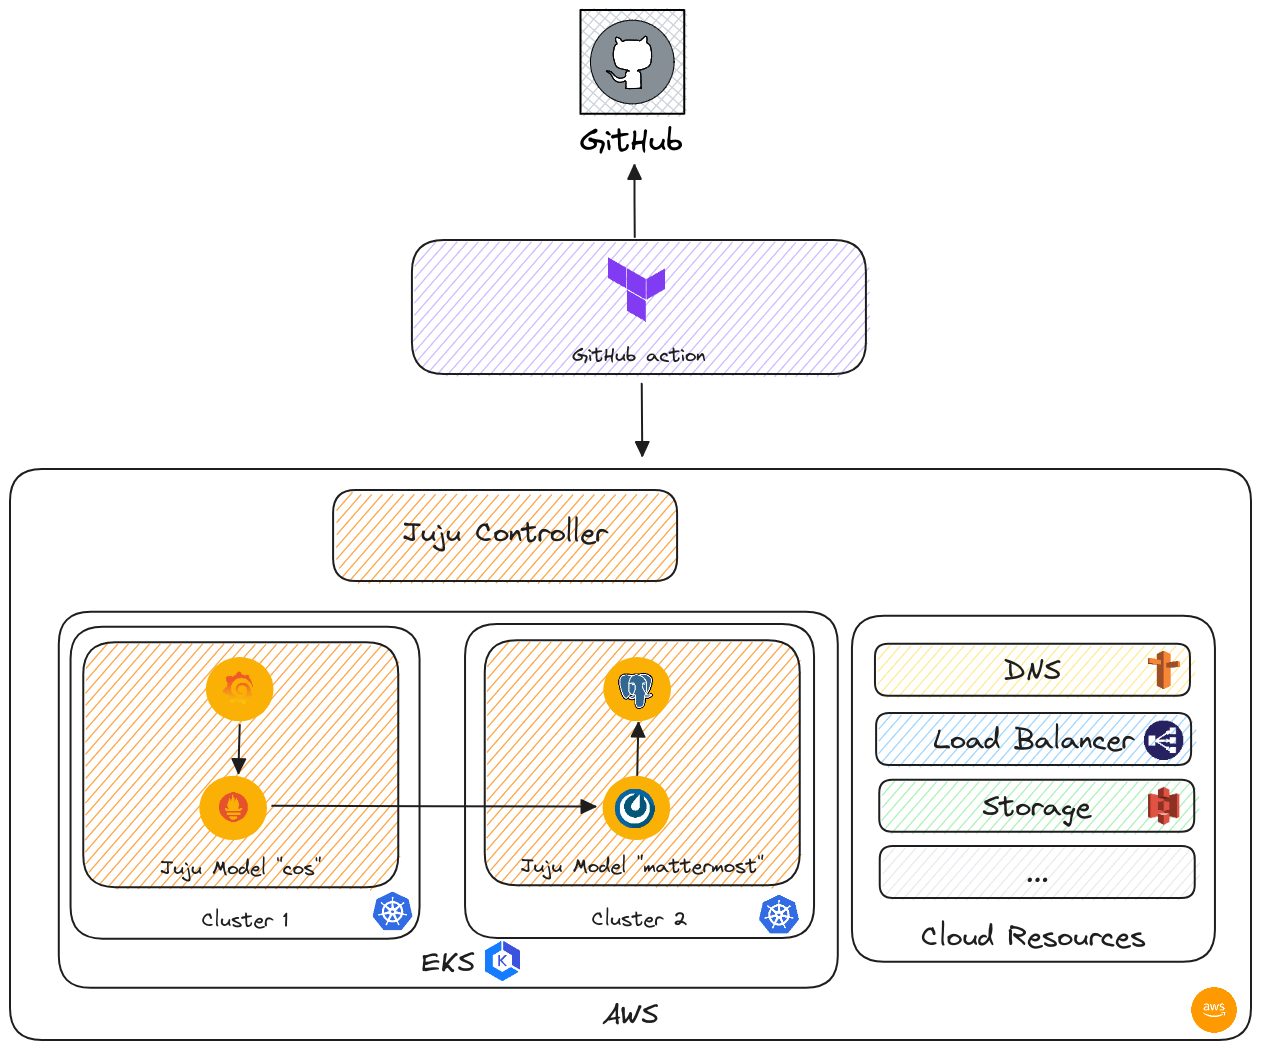 GitHub
GitHub action
Juju Controller
Juju Model "cos"
Cluster 1
Juju Model "mattermost"
Cluster 2
EKS
K
DNS
Load Balancer
Storage
...
Cloud Resources
AWS
aws